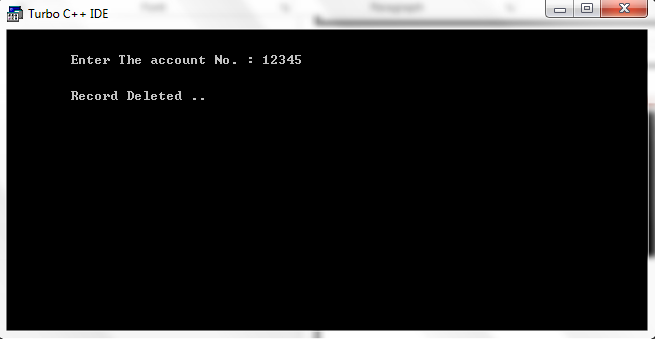 Turbo C++ IDE
Enter The account No. : 12345
Record Deleted ..